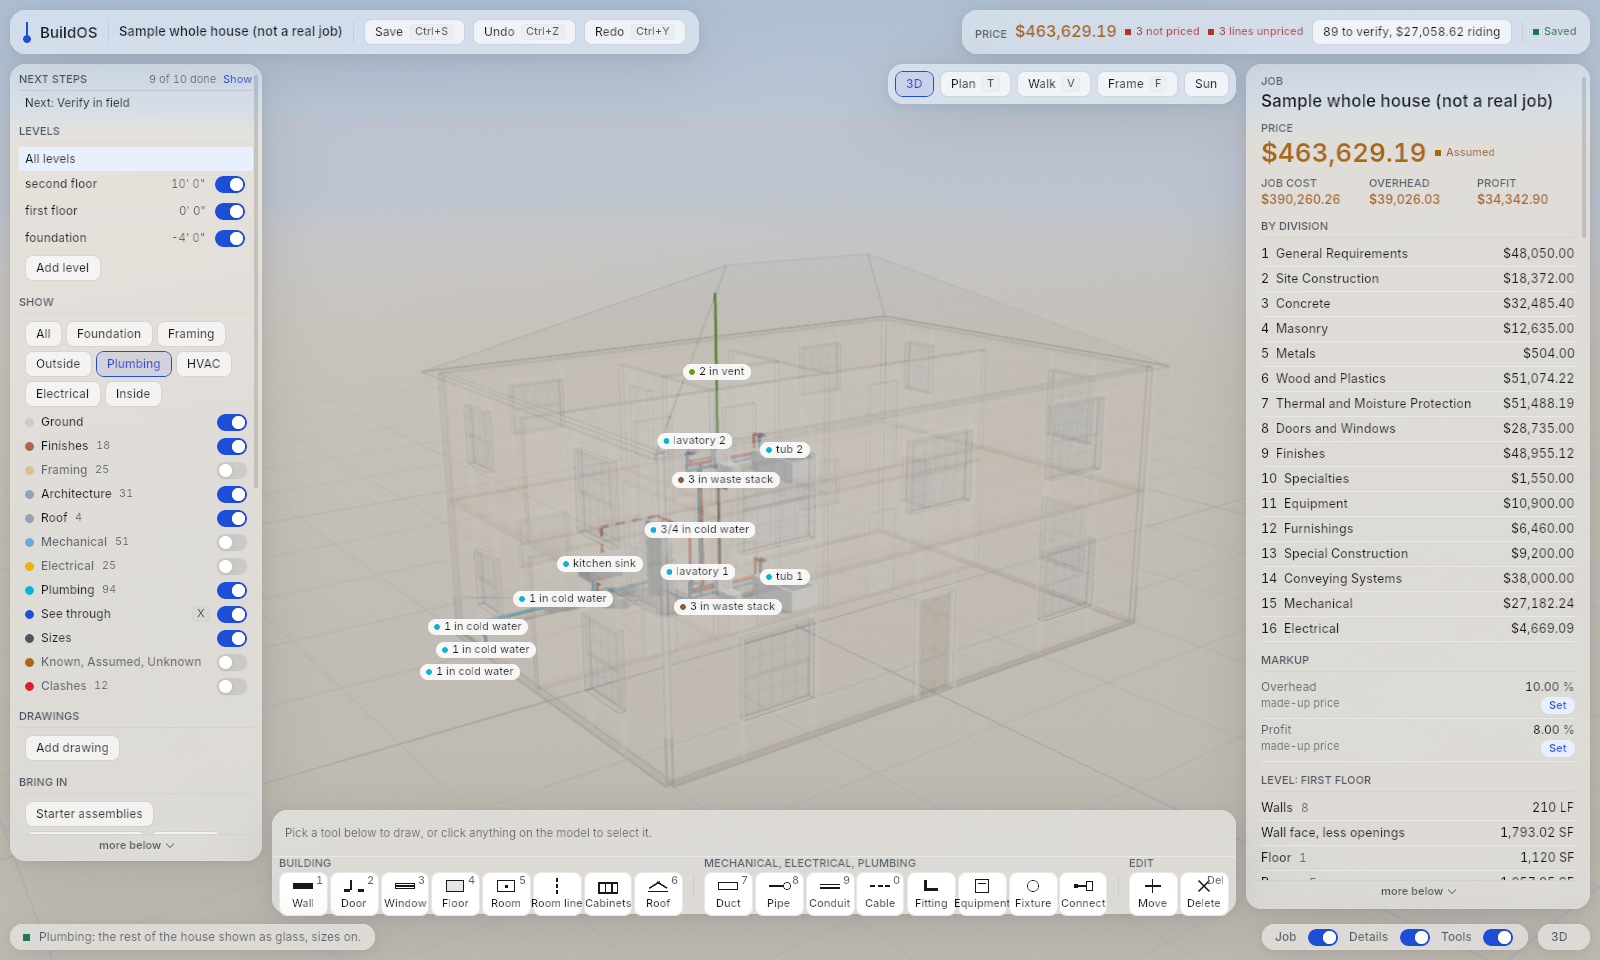 BuildOS
Sample whole house (not a real job)
Save Ctrl+S
Undo Ctrl+Z
Redo Ctrl+Y
PRICE $463,629.19
3 not priced
3 lines unpriced
89 to verify, $27,058.62 riding
Saved
NEXT STEPS 9 of 10 done Show
Next: Verify in field
LEVELS
All levels
second floor 10' 0"
first floor 0' 0"
foundation -4' 0"
Add level
SHOW
All Foundation Framing
Outside Plumbing HVAC
Electrical Inside
Ground
Finishes 18
Framing 25
Architecture 31
Roof 4
Mechanical 51
Electrical 25
Plumbing 94
See through X
Sizes
Known, Assumed, Unknown
Clashes 12
DRAWINGS
Add drawing
BRING IN
Starter assemblies
more below
3D
Plan T
Walk V
Frame F
Sun
2 in vent
lavatory 2
tub 2
3 in waste stack
3/4 in cold water
kitchen sink
lavatory 1
tub 1
1 in cold water
3 in waste stack
1 in cold water
1 in cold water
1 in cold water
Pick a tool below to draw, or click anything on the model to select it.
BUILDING
1 Wall
2 Door
3 Window
4 Floor
5 Room
Room line
Cabinets
6 Roof
MECHANICAL, ELECTRICAL, PLUMBING
7 Duct
8 Pipe
9 Conduit
0 Cable
Fitting
Equipment
Fixture
Connect
EDIT
Move
Del Delete
JOB
Sample whole house (not a real job)
PRICE
$463,629.19 Assumed
JOB COST OVERHEAD PROFIT
$390,260.26 $39,026.03 $34,342.90
BY DIVISION
1 General Requirements $48,050.00
2 Site Construction $18,372.00
3 Concrete $32,485.40
4 Masonry $12,635.00
5 Metals $504.00
6 Wood and Plastics $51,074.22
7 Thermal and Moisture Protection $51,488.19
8 Doors and Windows $28,735.00
9 Finishes $48,955.12
10 Specialties $1,550.00
11 Equipment $10,900.00
12 Furnishings $6,460.00
13 Special Construction $9,200.00
14 Conveying Systems $38,000.00
15 Mechanical $27,182.24
16 Electrical $4,669.09
MARKUP
Overhead 10.00 %
made-up price Set
Profit 8.00 %
made-up price Set
LEVEL: FIRST FLOOR
Walls 8 210 LF
Wall face, less openings 1,793.02 SF
Floor 1 1,120 SF
more below
Plumbing: the rest of the house shown as glass, sizes on.
Job Details Tools
3D